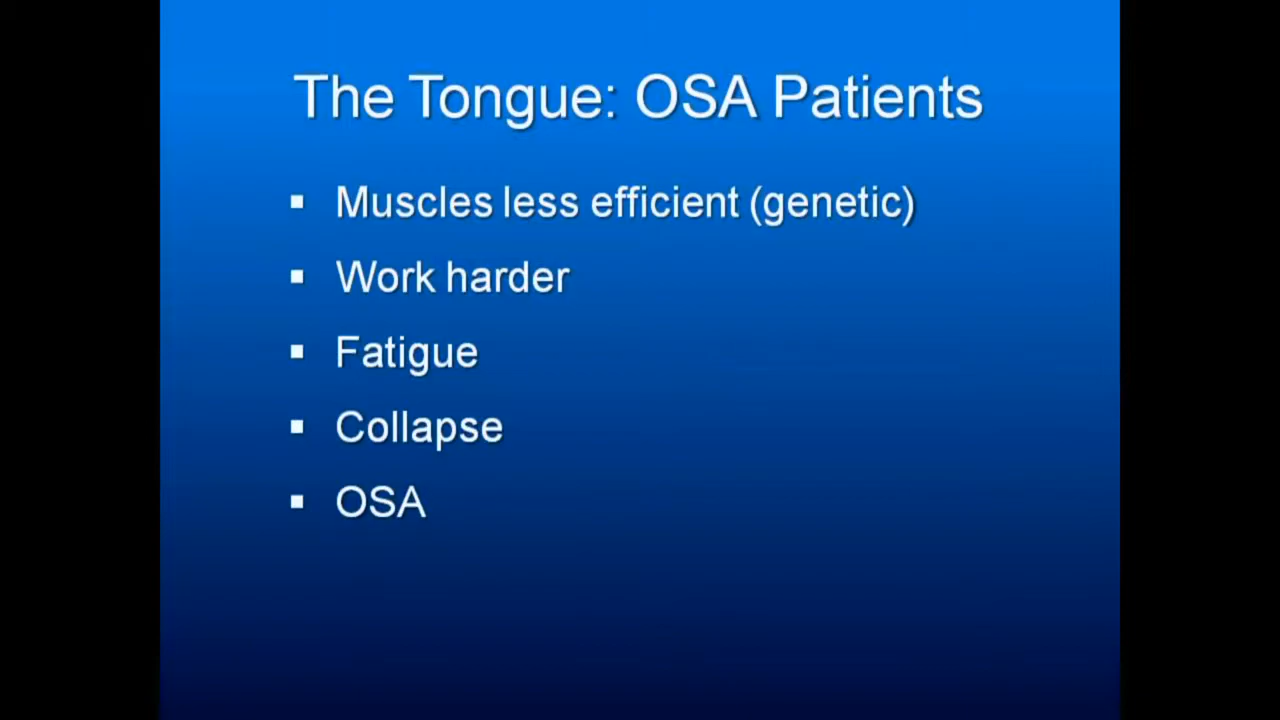 The Tongue: OSA Patients
▪ Muscles less efficient (genetic)
▪ Work harder
▪ Fatigue
▪ Collapse
▪ OSA